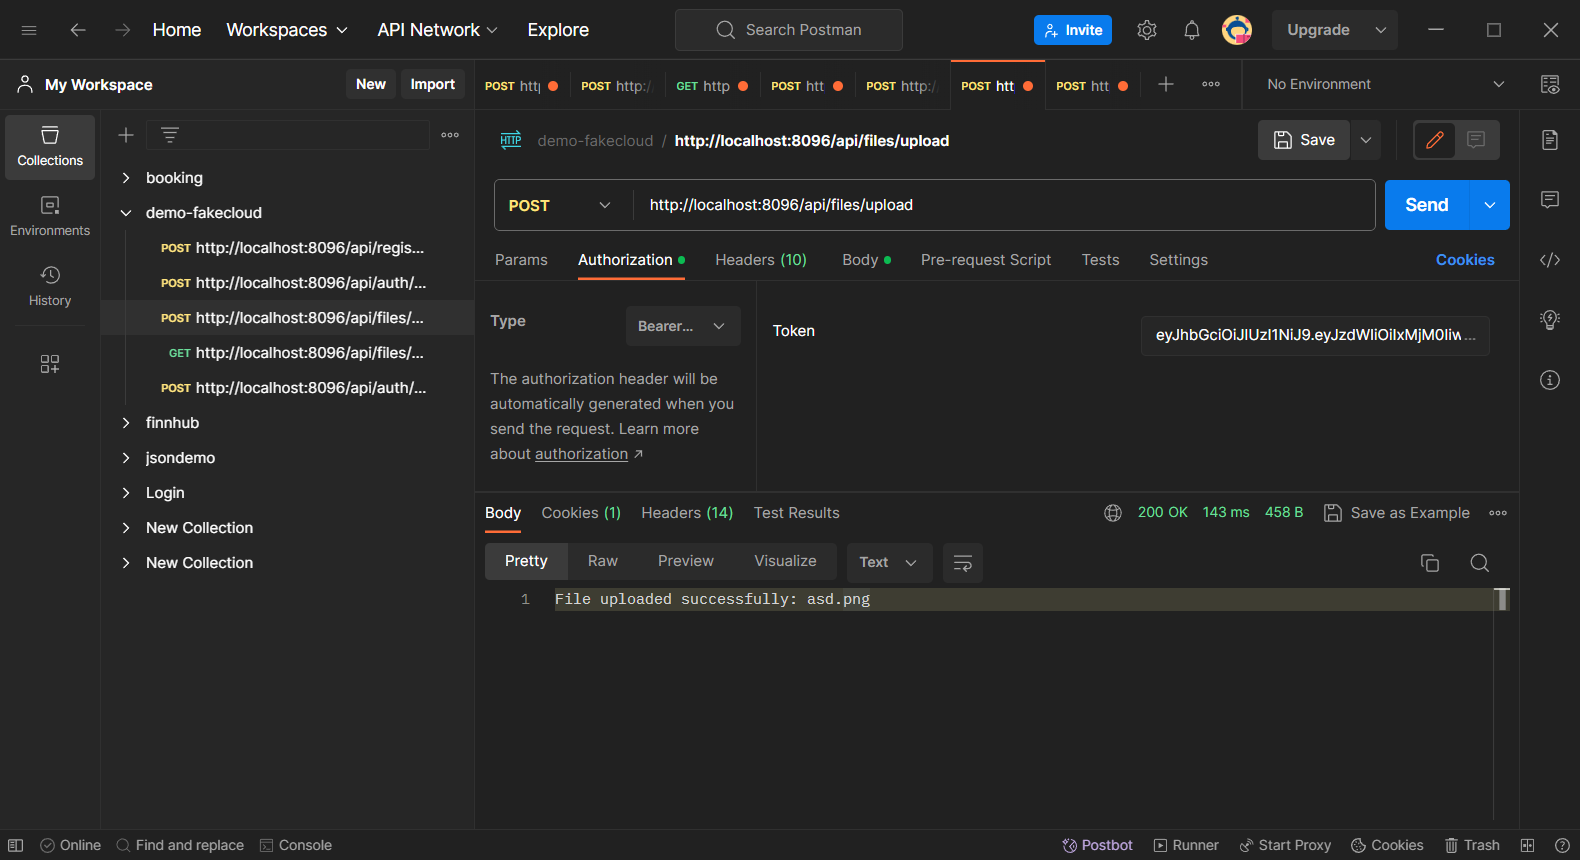 Home Workspaces API Network Explore Search Postman Invite Upgrade
My Workspace New Import
POST http POST http:/ GET http POST htt POST http:/ POST htt POST htt No Environment
Collections
Environments
History
booking
demo-fakecloud
POST http://localhost:8096/api/regis...
POST http://localhost:8096/api/auth/...
POST http://localhost:8096/api/files/...
GET http://localhost:8096/api/files/...
POST http://localhost:8096/api/auth/...
finnhub
jsondemo
Login
New Collection
New Collection
HTTP demo-fakecloud / http://localhost:8096/api/files/upload Save
POST http://localhost:8096/api/files/upload Send
Params Authorization Headers (10) Body Pre-request Script Tests Settings Cookies
Type Bearer... Token eyJhbGciOiJIUzI1NiJ9.eyJzdWIiOiIxMjM0Iiw...
The authorization header will be
automatically generated when you
send the request. Learn more
about authorization ↗
Body Cookies (1) Headers (14) Test Results 200 OK 143 ms 458 B Save as Example
Pretty Raw Preview Visualize Text
1 File uploaded successfully: asd.png
Online Find and replace Console Postbot Runner Start Proxy Cookies Trash